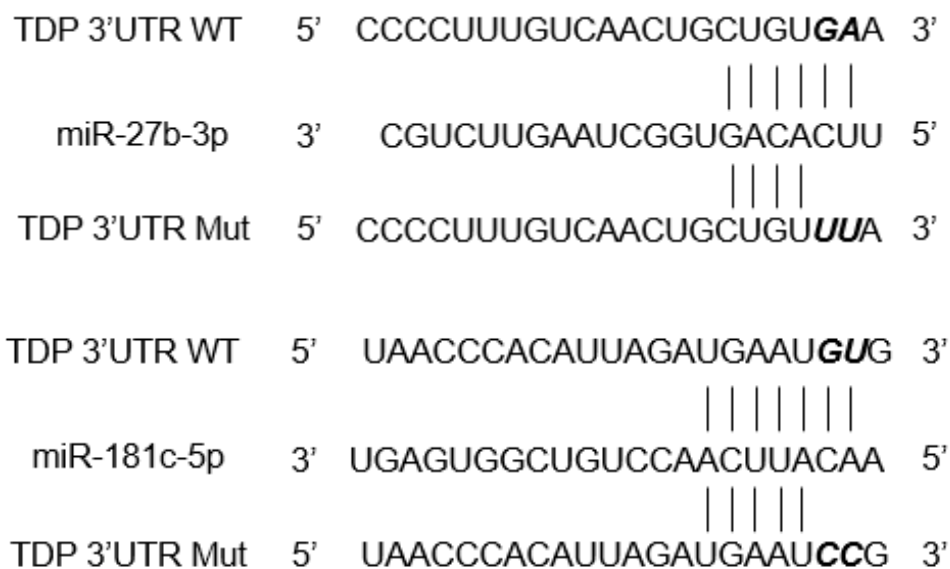 TDP 3'UTR WT 5' CCCCUUUGUCAACUGCUGUGAA 3'
miR-27b-3p 3' CGUCUUGAAUCGGUGACACUU 5'
TDP 3'UTR Mut 5' CCCCUUUGUCAACUGCUGUUUA 3'
TDP 3'UTR WT 5' UAACCCACAUUAGAUGAAUGUG 3'
miR-181c-5p 3' UGAGUGGCUGUCCAACUUACAA 5'
TDP 3'UTR Mut 5' UAACCCACAUUAGAUGAAUCCG 3'